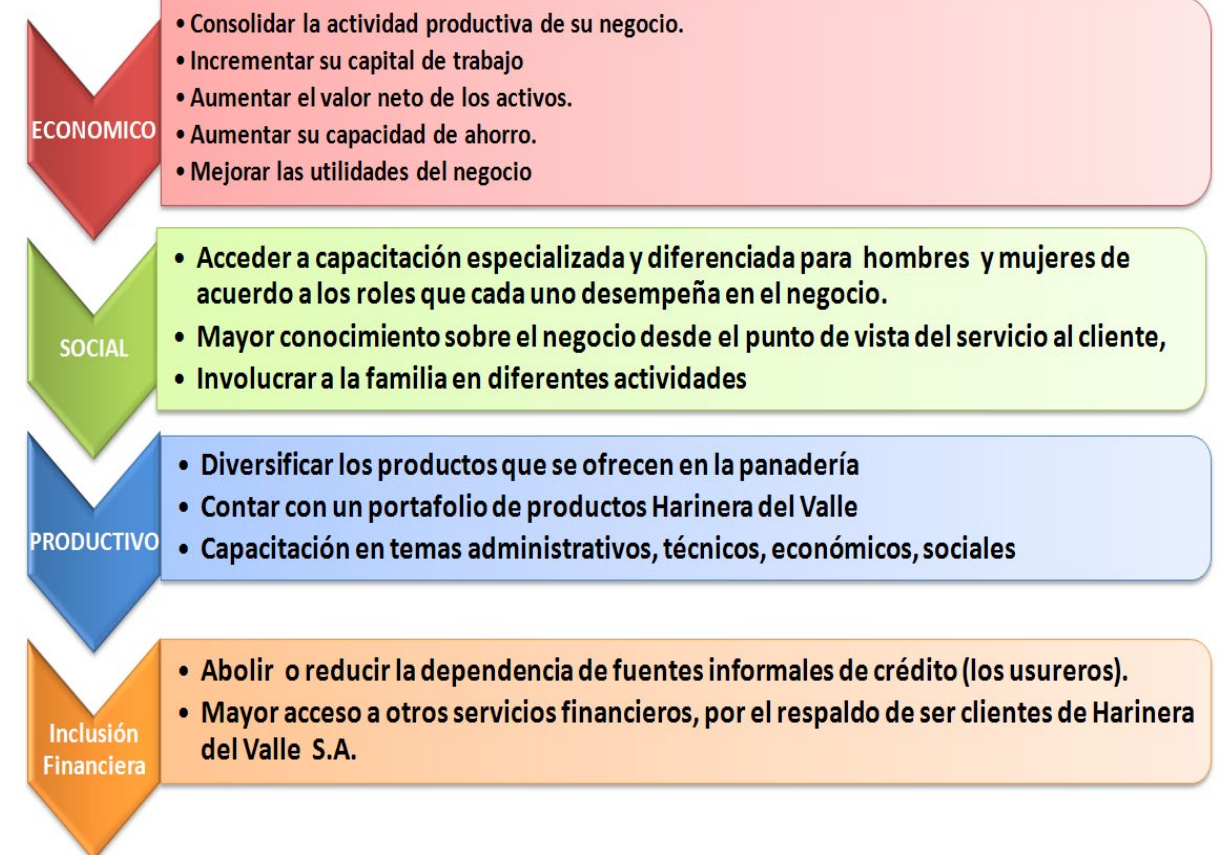 ECONOMICO
• Consolidar la actividad productiva de su negocio.
• Incrementar su capital de trabajo
• Aumentar el valor neto de los activos.
• Aumentar su capacidad de ahorro.
• Mejorar las utilidades del negocio
SOCIAL
• Acceder a capacitación especializada y diferenciada para hombres y mujeres de
acuerdo a los roles que cada uno desempeña en el negocio.
• Mayor conocimiento sobre el negocio desde el punto de vista del servicio al cliente,
• Involucrar a la familia en diferentes actividades
PRODUCTIVO
• Diversificar los productos que se ofrecen en la panadería
• Contar con un portafolio de productos Harinera del Valle
• Capacitación en temas administrativos, técnicos, económicos, sociales
Inclusión
Financiera
• Abolir o reducir la dependencia de fuentes informales de crédito (los usureros).
• Mayor acceso a otros servicios financieros, por el respaldo de ser clientes de Harinera
del Valle S.A.